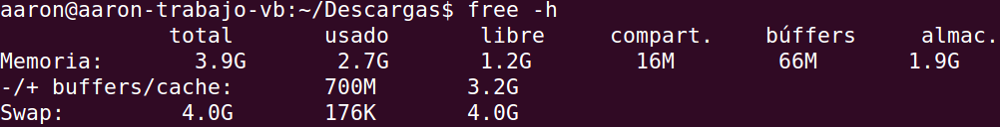 aaron@aaron-trabajo-vb:~/Descargas$ free -h
total usado libre compart. búffers almac.
Memoria: 3.9G 2.7G 1.2G 16M 66M 1.9G
-/+ buffers/cache: 700M 3.2G
Swap: 4.0G 176K 4.0G